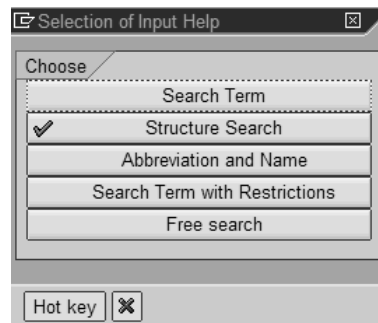 Selection of Input Help
Choose
Search Term
Structure Search
Abbreviation and Name
Search Term with Restrictions
Free search
Hot key